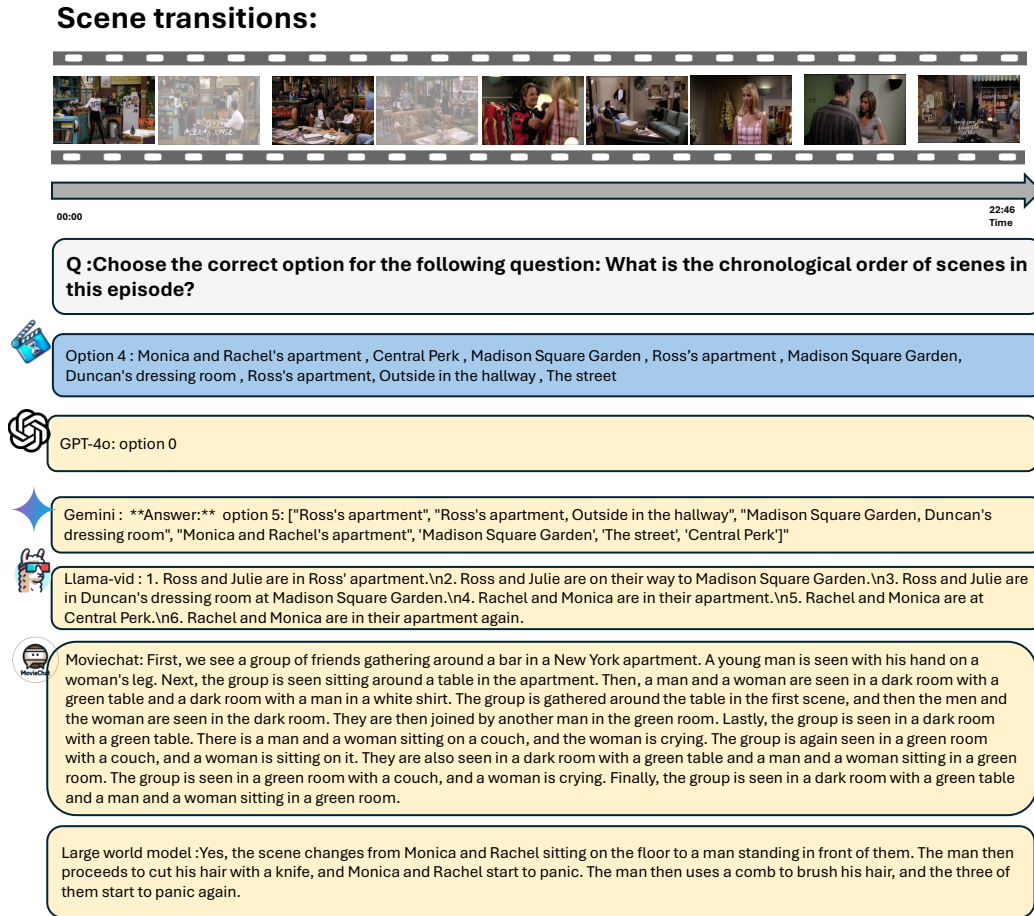 Scene transitions:
00:00
22:46
Time
Q :Choose the correct option for the following question: What is the chronological order of scenes in
this episode?
Option 4 : Monica and Rachel's apartment , Central Perk , Madison Square Garden , Ross’s apartment , Madison Square Garden,
Duncan's dressing room , Ross's apartment, Outside in the hallway , The street
GPT-4o: option 0
Gemini :  **Answer:**  option 5: ["Ross's apartment", "Ross's apartment, Outside in the hallway", "Madison Square Garden, Duncan's
dressing room", "Monica and Rachel's apartment", 'Madison Square Garden', 'The street', 'Central Perk']"
Llama-vid : 1. Ross and Julie are in Ross' apartment.\n2. Ross and Julie are on their way to Madison Square Garden.\n3. Ross and Julie are
in Duncan's dressing room at Madison Square Garden.\n4. Rachel and Monica are in their apartment.\n5. Rachel and Monica are at
Central Perk.\n6. Rachel and Monica are in their apartment again.
MovieChat
Moviechat: First, we see a group of friends gathering around a bar in a New York apartment. A young man is seen with his hand on a
woman's leg. Next, the group is seen sitting around a table in the apartment. Then, a man and a woman are seen in a dark room with a
green table and a dark room with a man in a white shirt. The group is gathered around the table in the first scene, and then the men and
the woman are seen in the dark room. They are then joined by another man in the green room. Lastly, the group is seen in a dark room
with a green table. There is a man and a woman sitting on a couch, and the woman is crying. The group is again seen in a green room
with a couch, and a woman is sitting on it. They are also seen in a dark room with a green table and a man and a woman sitting in a green
room. The group is seen in a green room with a couch, and a woman is crying. Finally, the group is seen in a dark room with a green table
and a man and a woman sitting in a green room.
Large world model :Yes, the scene changes from Monica and Rachel sitting on the floor to a man standing in front of them. The man then
proceeds to cut his hair with a knife, and Monica and Rachel start to panic. The man then uses a comb to brush his hair, and the three of
them start to panic again.